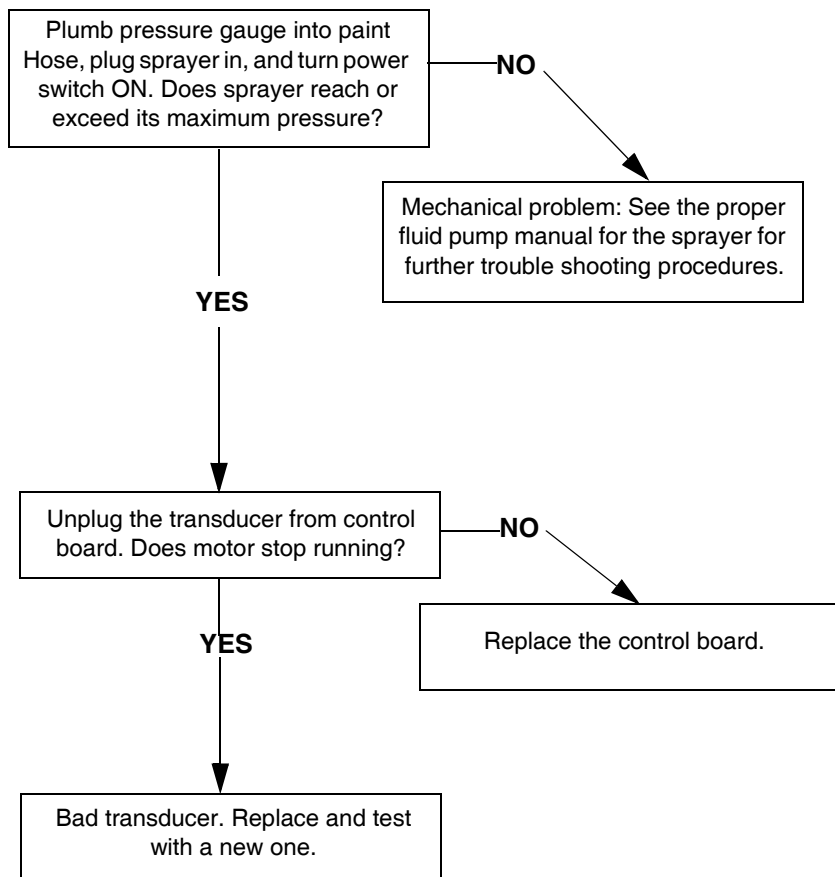 Plumb pressure gauge into paint
Hose, plug sprayer in, and turn power
switch ON. Does sprayer reach or
exceed its maximum pressure?
NO
Mechanical problem: See the proper
fluid pump manual for the sprayer for
further trouble shooting procedures.
YES
Unplug the transducer from control
board. Does motor stop running?
NO
Replace the control board.
YES
Bad transducer. Replace and test
with a new one.